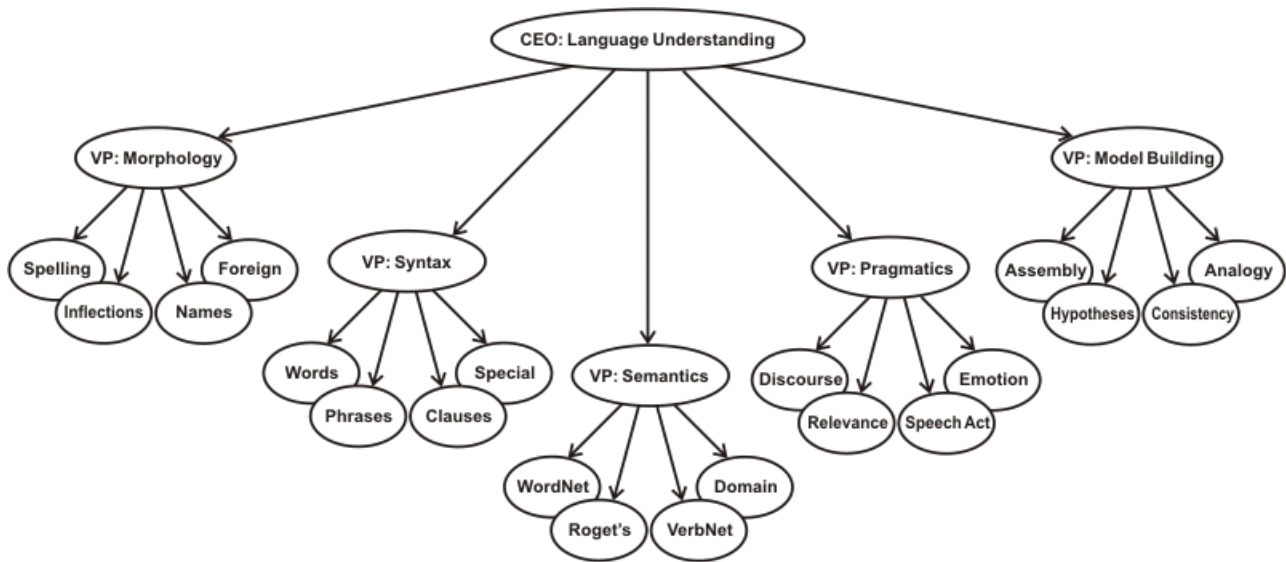 CEO: Language Understanding
VP: Morphology
VP: Model Building
Spelling
Foreign
Inflections
Names
VP: Syntax
VP: Pragmatics
Assembly
Analogy
Hypotheses
Consistency
Words
Special
Phrases
Clauses
VP: Semantics
Discourse
Emotion
Relevance
Speech Act
WordNet
Domain
Roget's
VerbNet